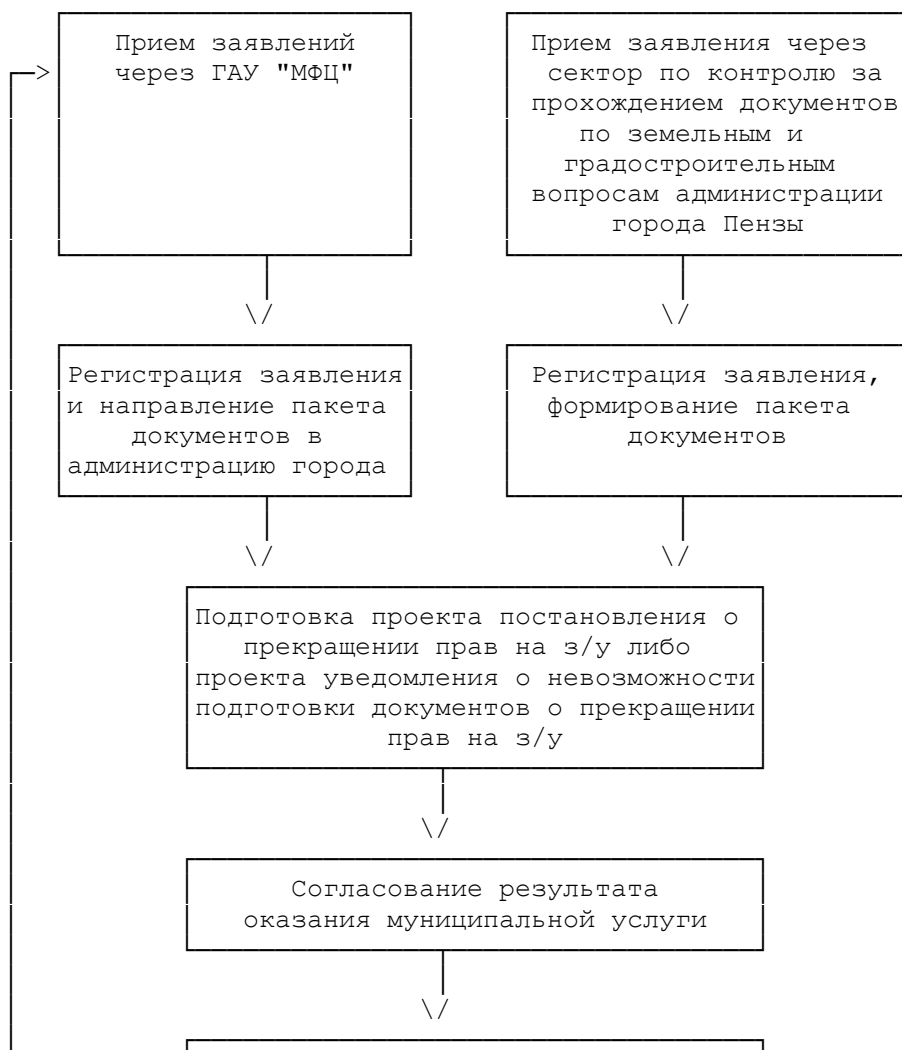 Прием заявлений
через ГАУ "МФЦ"
Прием заявления через
сектор по контролю за
прохождением документов
по земельным и
градостроительным
вопросам администрации
города Пензы
Регистрация заявления
и направление пакета
документов в
администрацию города
Регистрация заявления,
формирование пакета
документов
Подготовка проекта постановления о
прекращении прав на з/у либо
проекта уведомления о невозможности
подготовки документов о прекращении
прав на з/у
Согласование результата
оказания муниципальной услуги